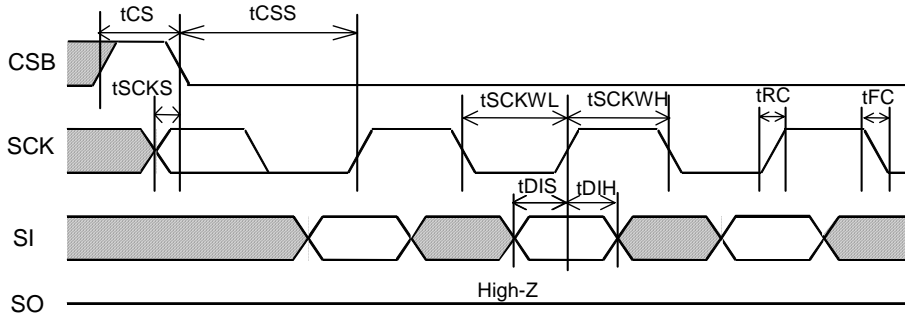 tCS
tCSS
CSB
tSCKS
tSCKWL
tSCKWH
tRC
tFC
SCK
tDIS
tDIH
SI
High-Z
SO